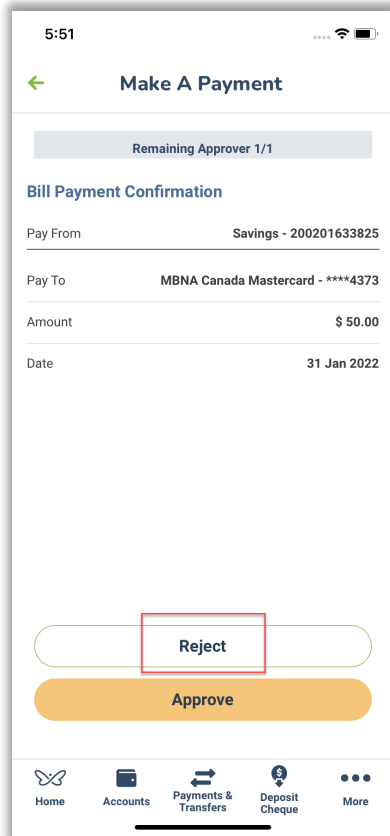 5:51
Make A Payment
Remaining Approver 1/1
Bill Payment Confirmation
Pay From Savings - 200201633825
Pay To MBNA Canada Mastercard - ****4373
Amount $ 50.00
Date 31 Jan 2022
Reject
Approve
Home
Accounts
Payments &
Transfers
Deposit
Cheque
More